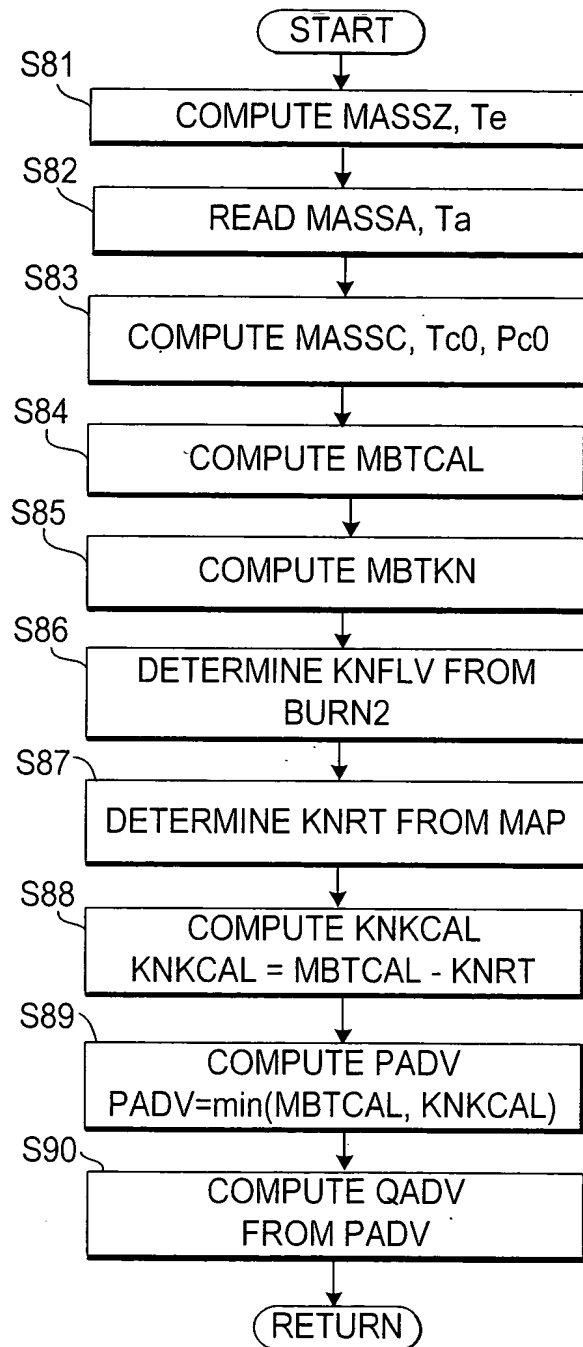 START
S81
COMPUTE MASSZ, Te
S82
READ MASSA, Ta
S83
COMPUTE MASSC, Tc0, Pc0
S84
COMPUTE MBTCAL
S85
COMPUTE MBTKN
S86
DETERMINE KNFLV FROM
BURN2
S87
DETERMINE KNRT FROM MAP
S88
COMPUTE KNKCAL
KNKCAL = MBTCAL - KNRT
S89
COMPUTE PADV
PADV=min(MBTCAL, KNKCAL)
S90
COMPUTE QADV
FROM PADV
RETURN